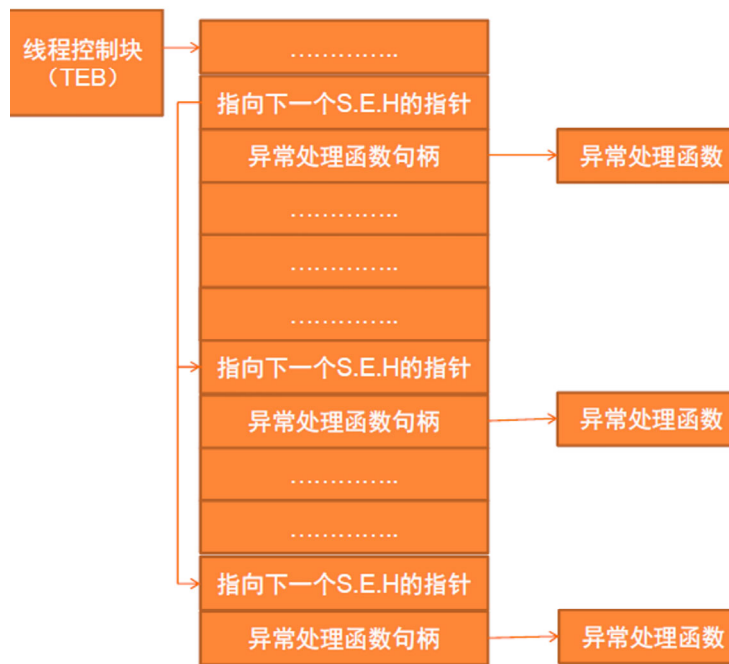 线程控制块
（TEB）
…………..
指向下一个S.E.H的指针
异常处理函数句柄
异常处理函数
…………..
…………..
…………..
指向下一个S.E.H的指针
异常处理函数句柄
异常处理函数
…………..
…………..
指向下一个S.E.H的指针
异常处理函数句柄
异常处理函数